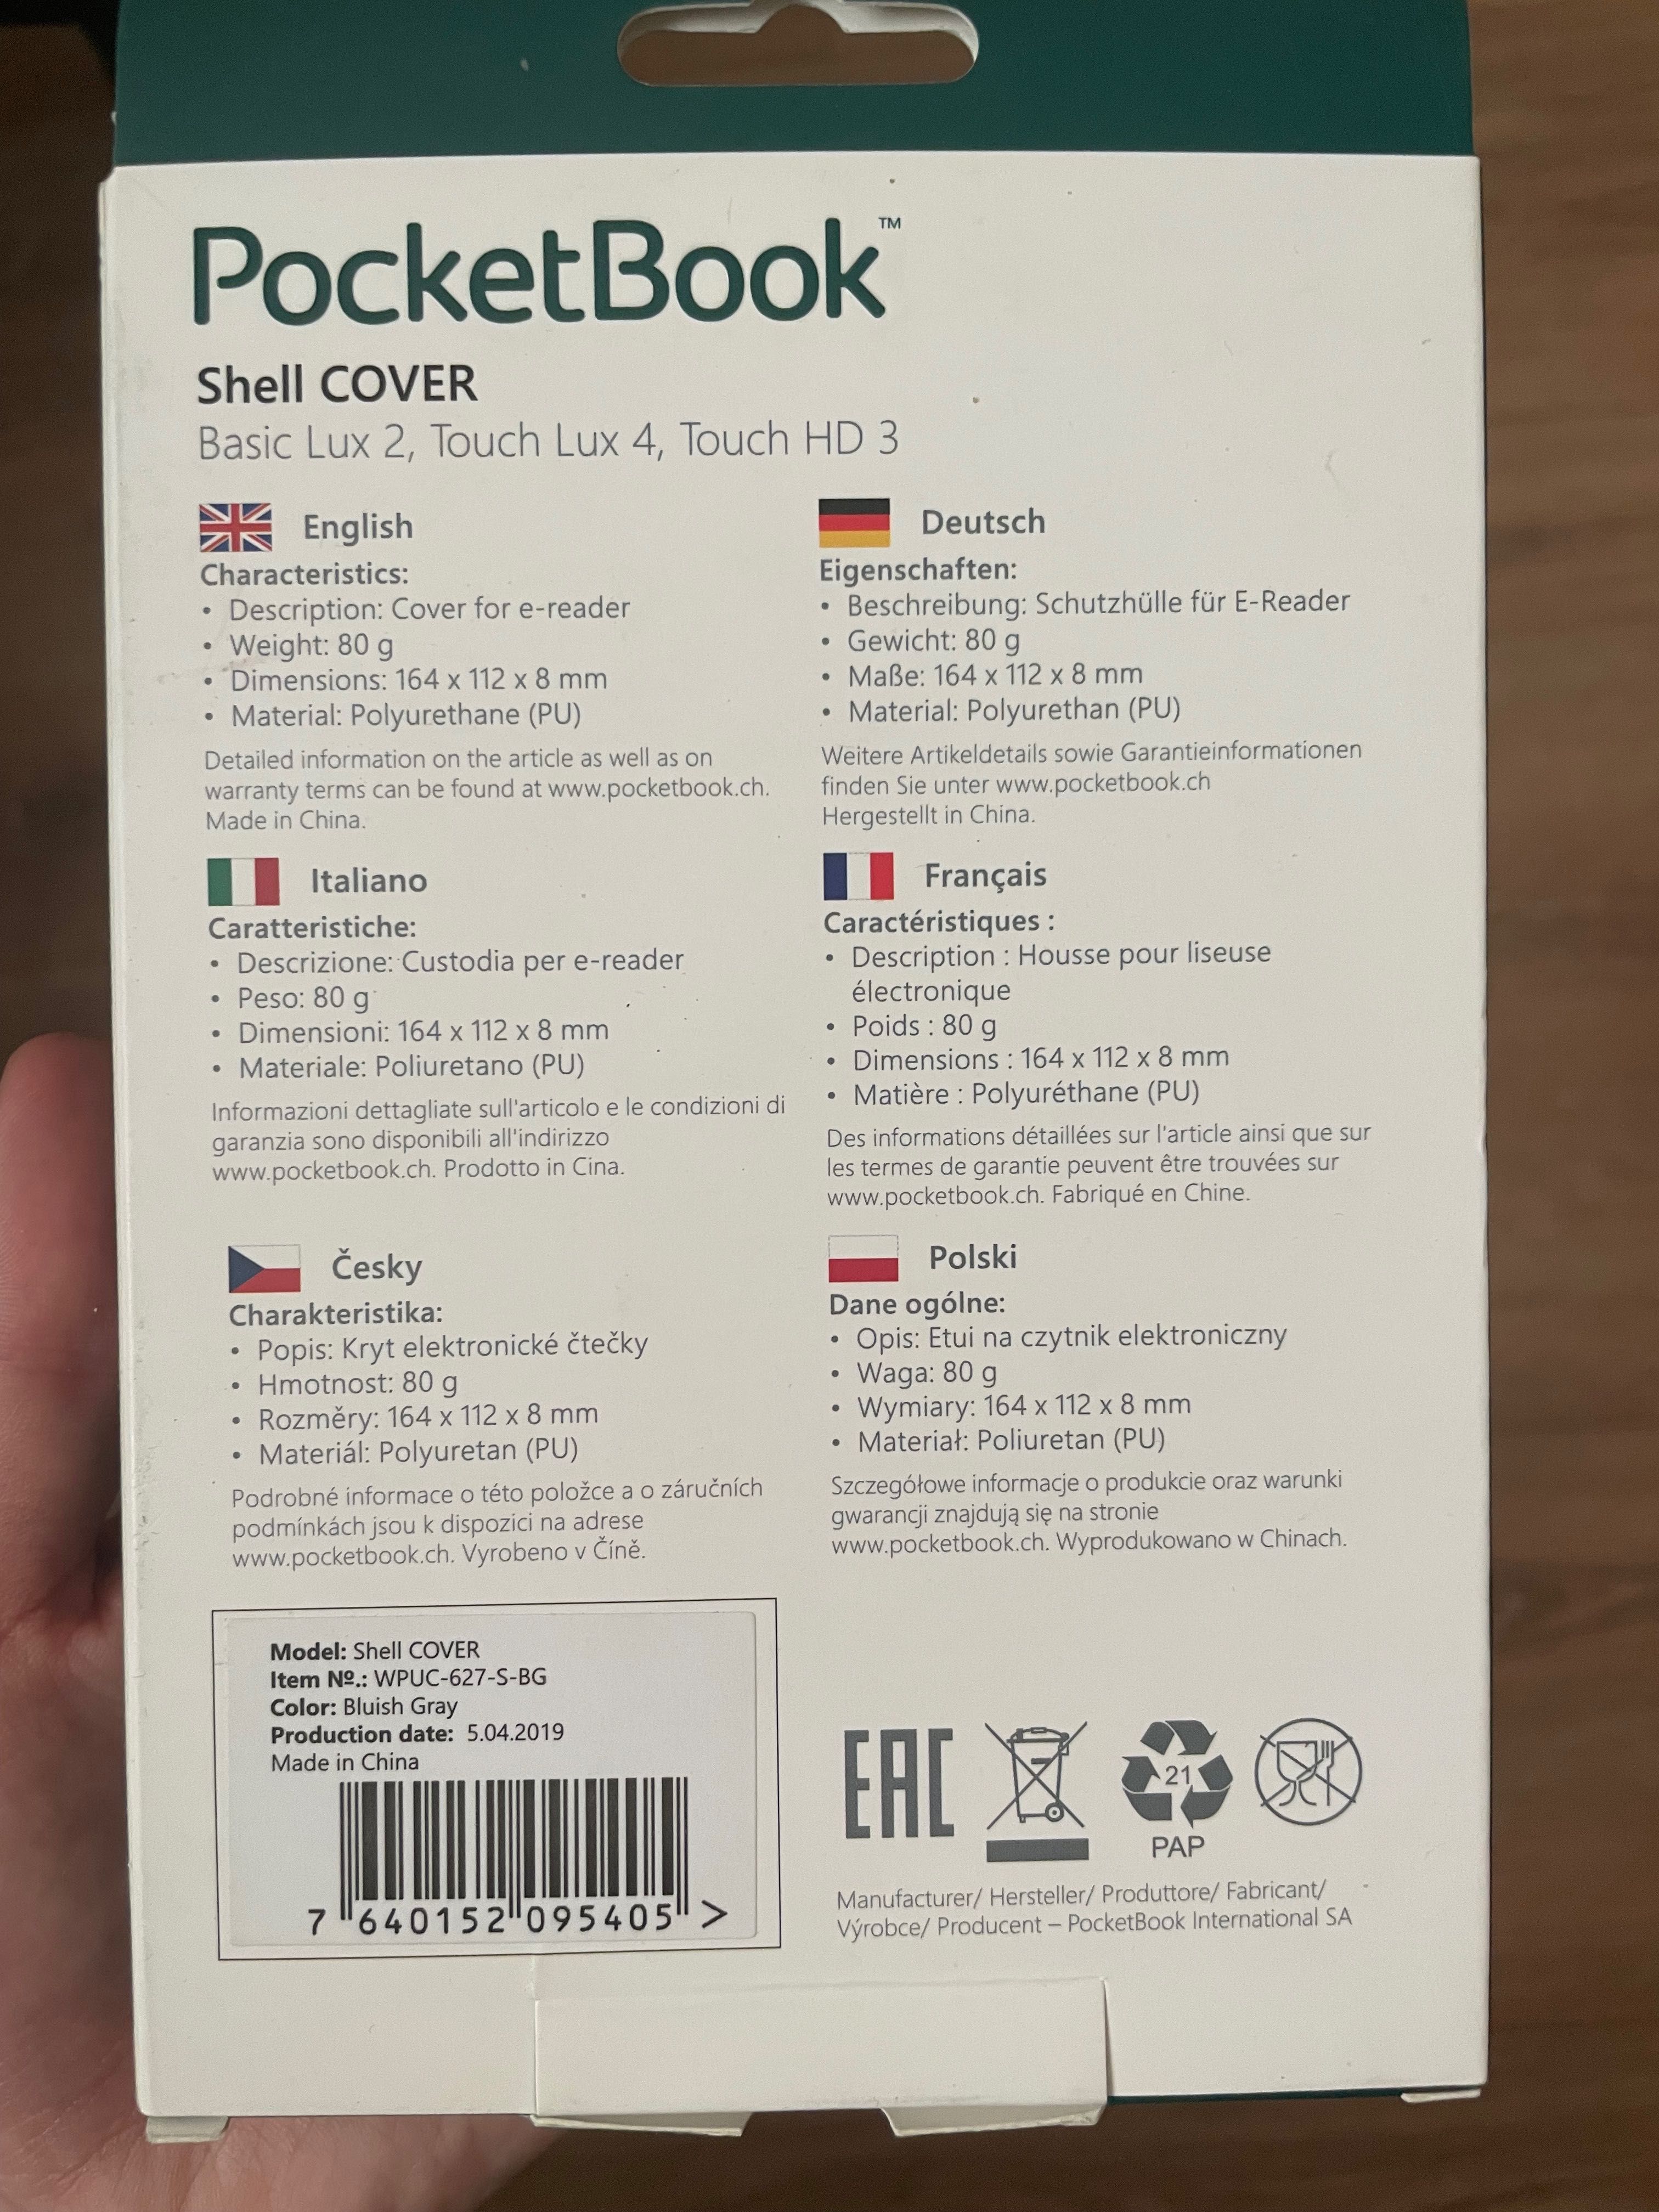 PocketBook™
Shell COVER
Basic Lux 2, Touch Lux 4, Touch HD 3
English
Characteristics:
• Description: Cover for e-reader
• Weight: 80 g
• Dimensions: 164 x 112 x 8 mm
• Material: Polyurethane (PU)
Detailed information on the article as well as on
warranty terms can be found at www.pocketbook.ch.
Made in China.
Deutsch
Eigenschaften:
• Beschreibung: Schutzhülle für E-Reader
• Gewicht: 80 g
• Maße: 164 x 112 x 8 mm
• Material: Polyurethan (PU)
Weitere Artikeldetails sowie Garantieinformationen
finden Sie unter www.pocketbook.ch
Hergestellt in China.
Italiano
Caratteristiche:
• Descrizione: Custodia per e-reader
• Peso: 80 g
• Dimensioni: 164 x 112 x 8 mm
• Materiale: Poliuretano (PU)
Informazioni dettagliate sull'articolo e le condizioni di
garanzia sono disponibili all'indirizzo
www.pocketbook.ch. Prodotto in Cina.
Français
Caractéristiques :
• Description : Housse pour liseuse
électronique
• Poids : 80 g
• Dimensions : 164 x 112 x 8 mm
• Matière : Polyuréthane (PU)
Des informations détaillées sur l'article ainsi que sur
les termes de garantie peuvent être trouvées sur
www.pocketbook.ch. Fabriqué en Chine.
Česky
Charakteristika:
• Popis: Kryt elektronické čtečky
• Hmotnost: 80 g
• Rozměry: 164 x 112 x 8 mm
• Materiál: Polyuretan (PU)
Podrobné informace o této položce a o záručních
podmínkách jsou k dispozici na adrese
www.pocketbook.ch. Vyrobeno v Číně.
Polski
Dane ogólne:
• Opis: Etui na czytnik elektroniczny
• Waga: 80 g
• Wymiary: 164 x 112 x 8 mm
• Materiał: Poliuretan (PU)
Szczegółowe informacje o produkcie oraz warunki
gwarancji znajdują się na stronie
www.pocketbook.ch. Wyprodukowano w Chinach.
Model: Shell COVER
Item №.: WPUC-627-S-BG
Color: Bluish Gray
Production date: 5.04.2019
Made in China
7 640152 095405 >
EAC
21
PAP
Manufacturer/ Hersteller/ Produttore/ Fabricant/
Výrobce/ Producent – PocketBook International SA